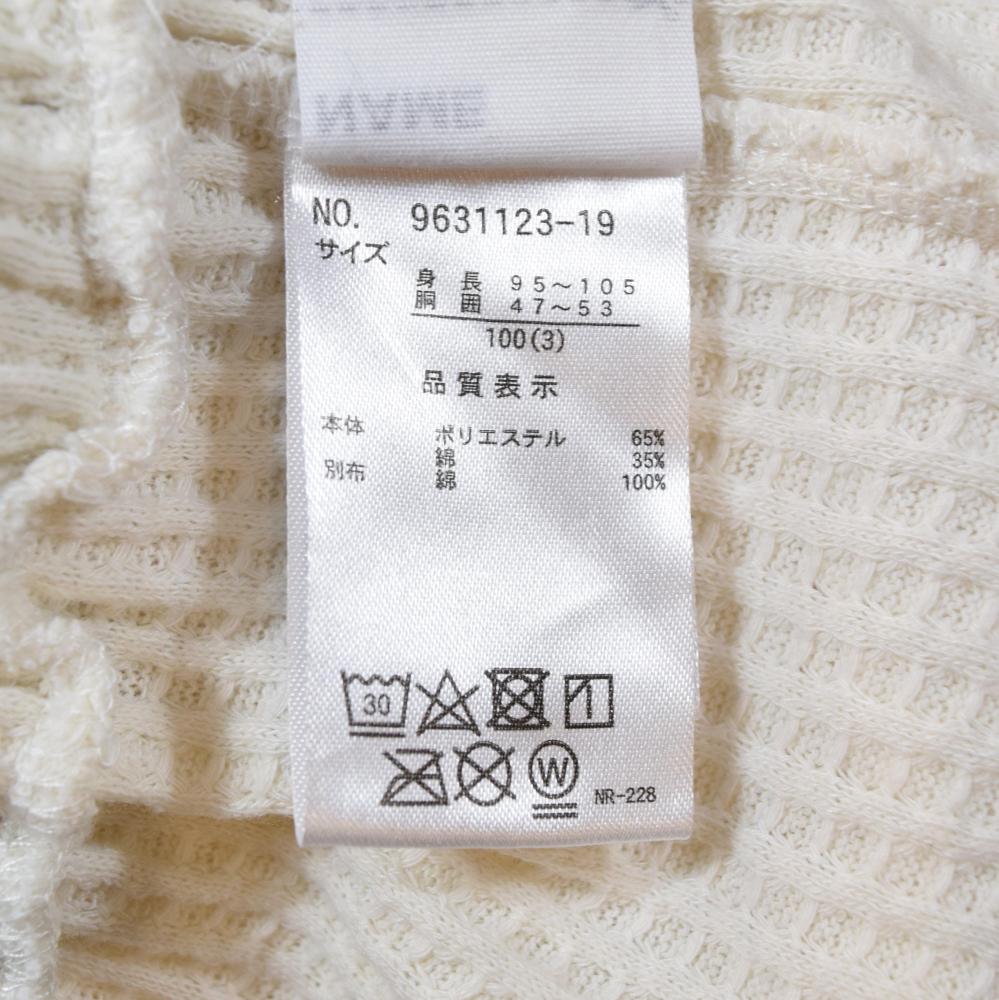 NAME
NO. 9631123-19
サイズ
身長 95～105
胴囲 47～53
100(3)
品質表示
本体 ポリエステル 65%
綿 35%
別布 綿 100%
30
W
NR-228